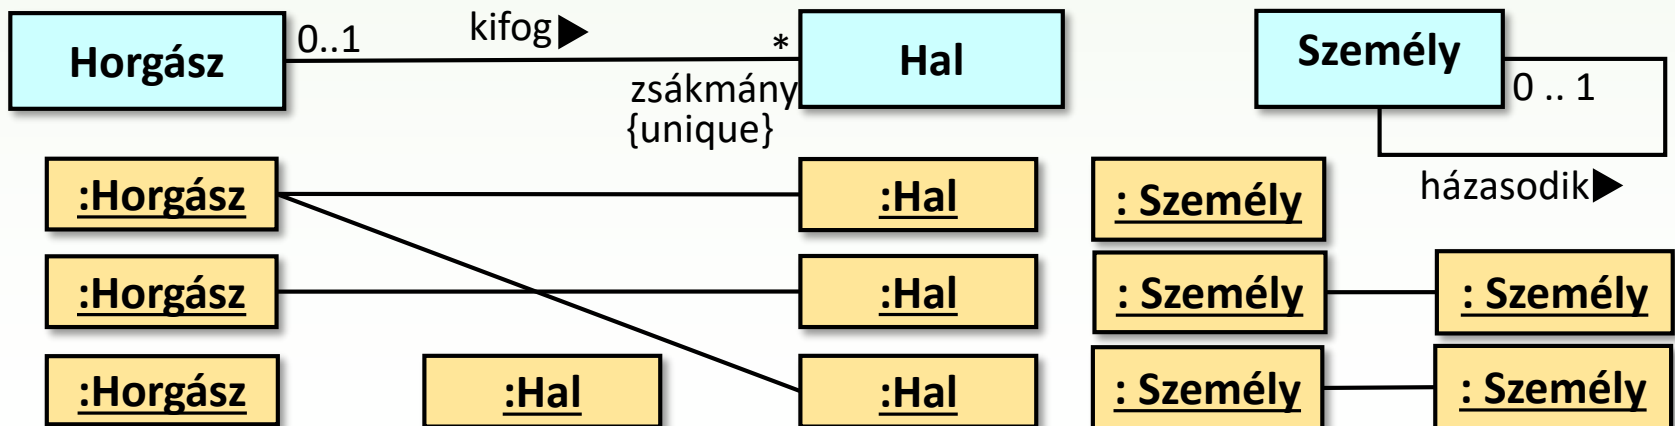 Horgász
0..1
kifog
*
zsákmány
{unique}
Hal
Személy
0 .. 1
házasodik
:Horgász
:Hal
: Személy
:Horgász
:Hal
: Személy
: Személy
:Horgász
:Hal
:Hal
: Személy
: Személy